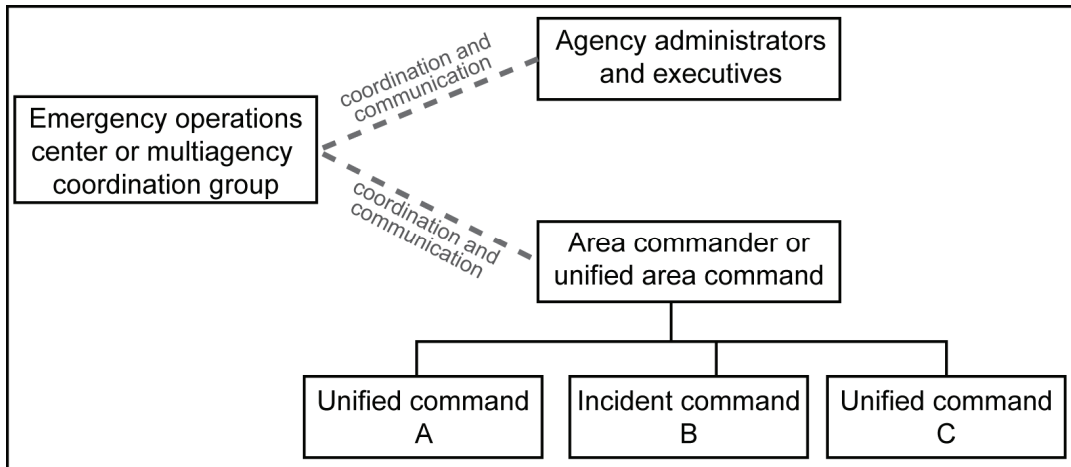 Agency administrators
and executives
coordination and
communication
Emergency operations
center or multiagency
coordination group
coordination and
communication
Area commander or
unified area command
Unified command
A
Incident command
B
Unified command
C